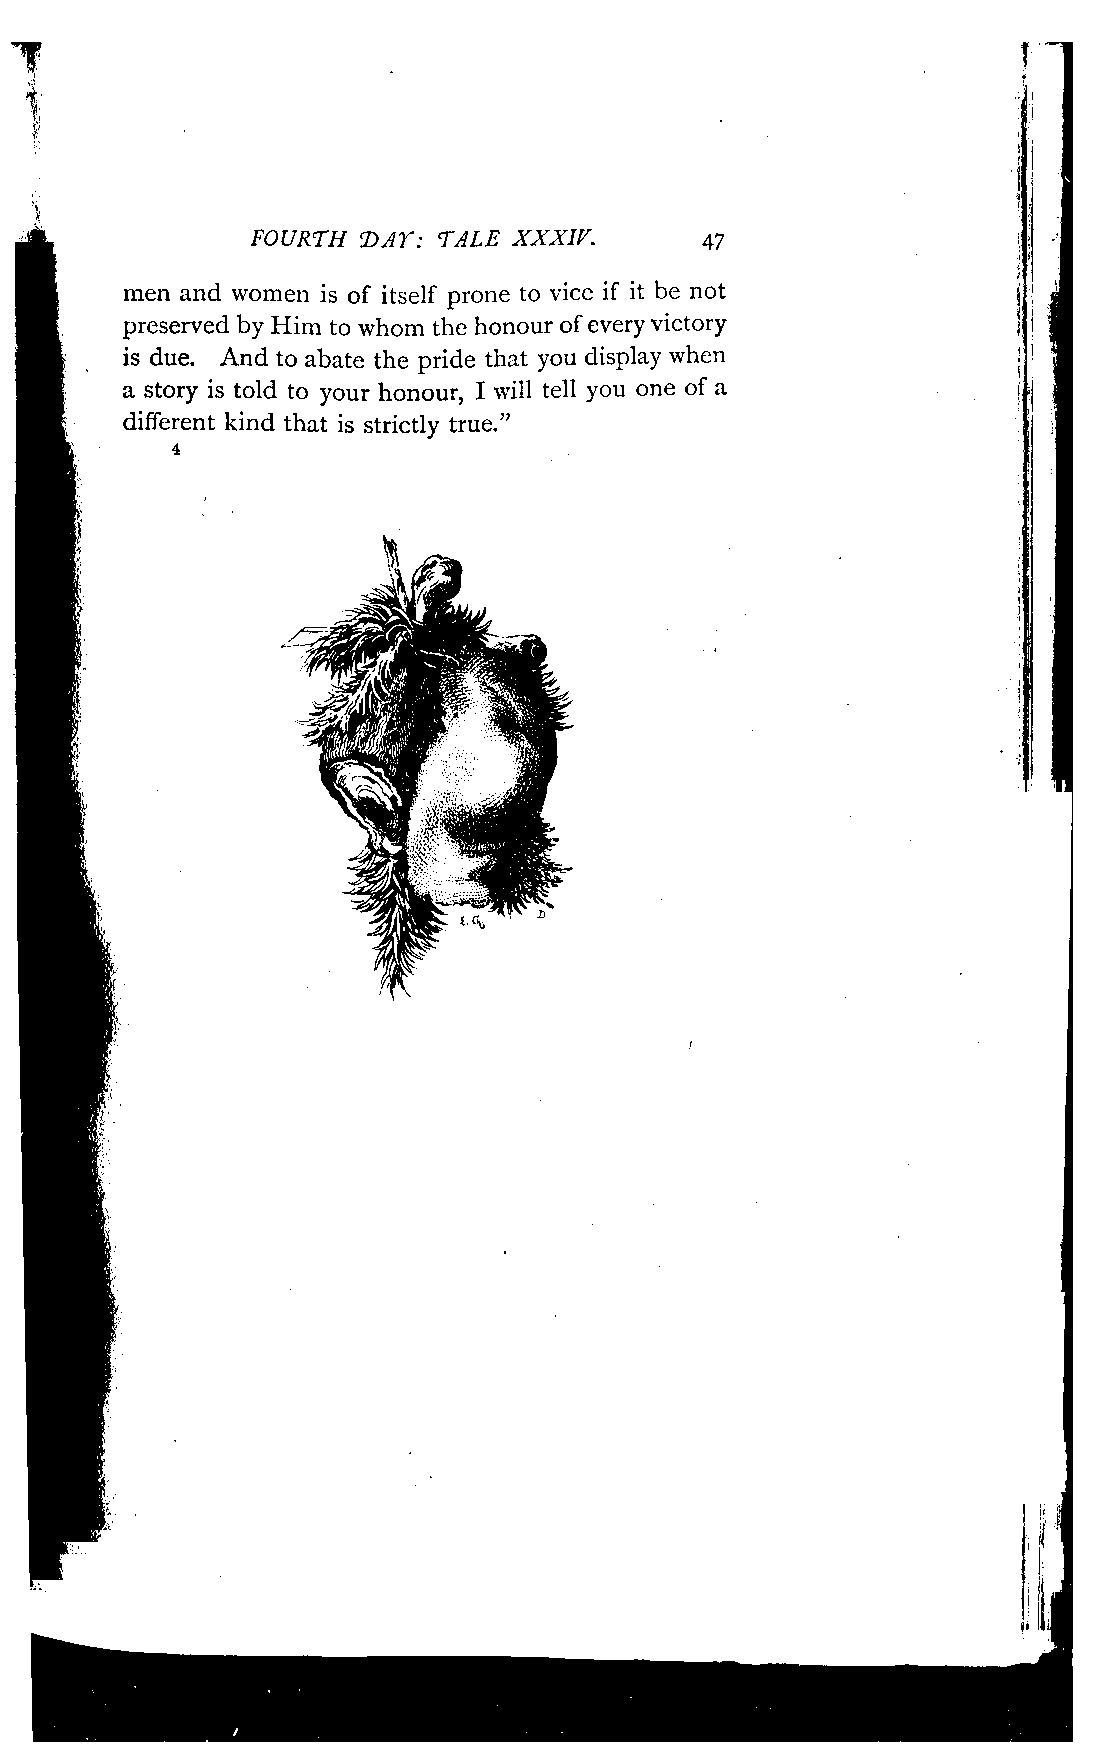 FOURTH DAY: TALE XXXIV. 47
men and women is of itself prone to vice if it be not
preserved by Him to whom the honour of every victory
is due. And to abate the pride that you display when
a story is told to your honour, I will tell you one of a
different kind that is strictly true.”
4
D